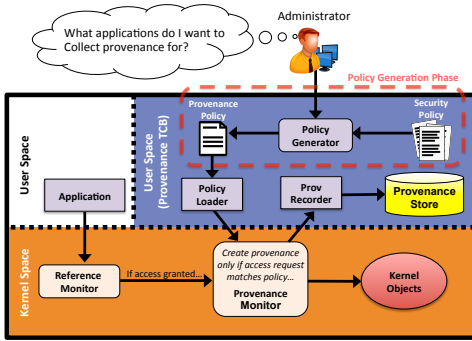 Administrator
What applications do I want to
Collect provenance for?
Policy Generation Phase
Provenance
Policy
Security
Policy
Policy
Generator
User Space
User Space
(Provenance TCB)
Application
Policy
Loader
Prov
Recorder
Provenance
Store
Kernel Space
Reference
Monitor
If access granted...
Create provenance
only if access request
matches policy...
Provenance
Monitor
Kernel
Objects